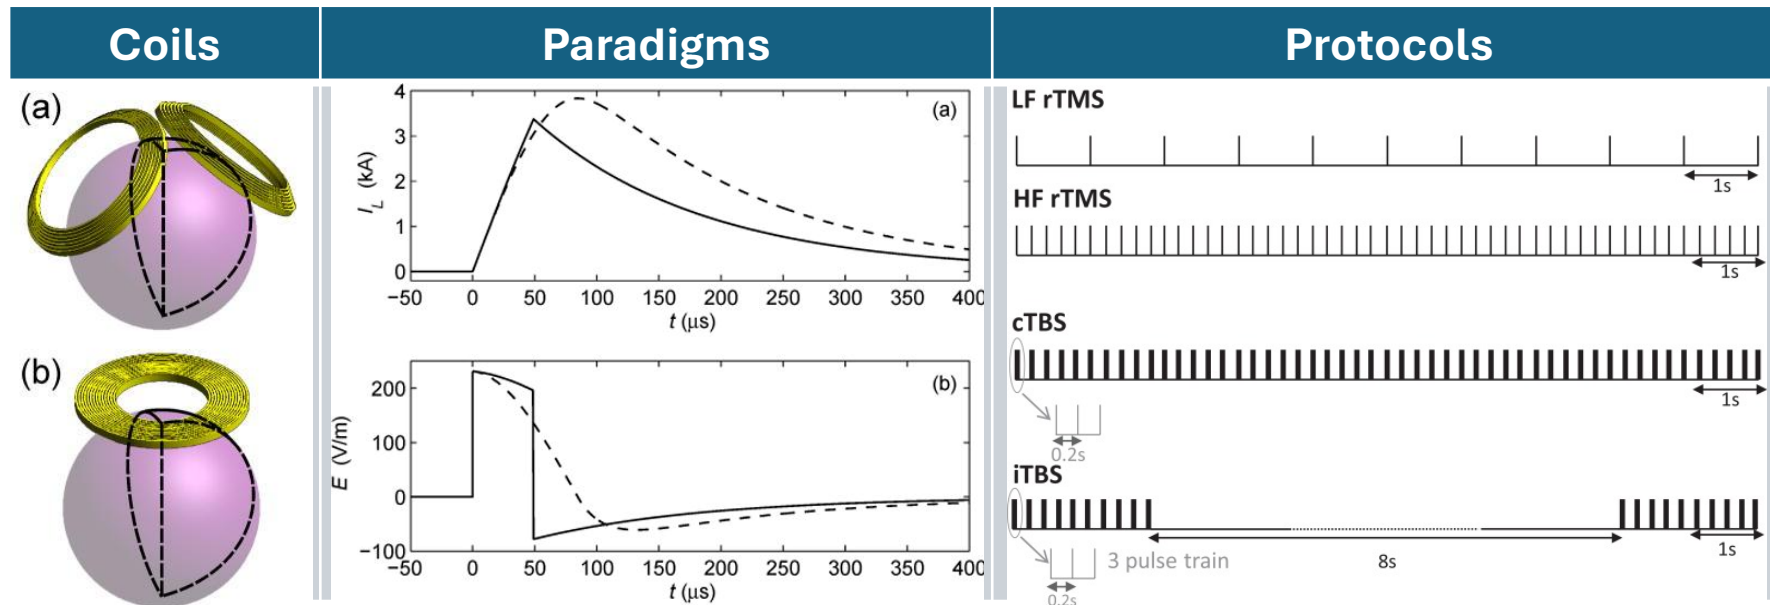 Coils
Paradigms
Protocols
(a)
(b)
4
3
2
1
0
I_L (kA)
(a)
−50 0 50 100 150 200 250 300 350 400
t (μs)
200
100
0
−100
E (V/m)
(b)
−50 0 50 100 150 200 250 300 350 400
t (μs)
LF rTMS
1s
HF rTMS
1s
cTBS
1s
0.2s
iTBS
1s
8s
3 pulse train
0.2s